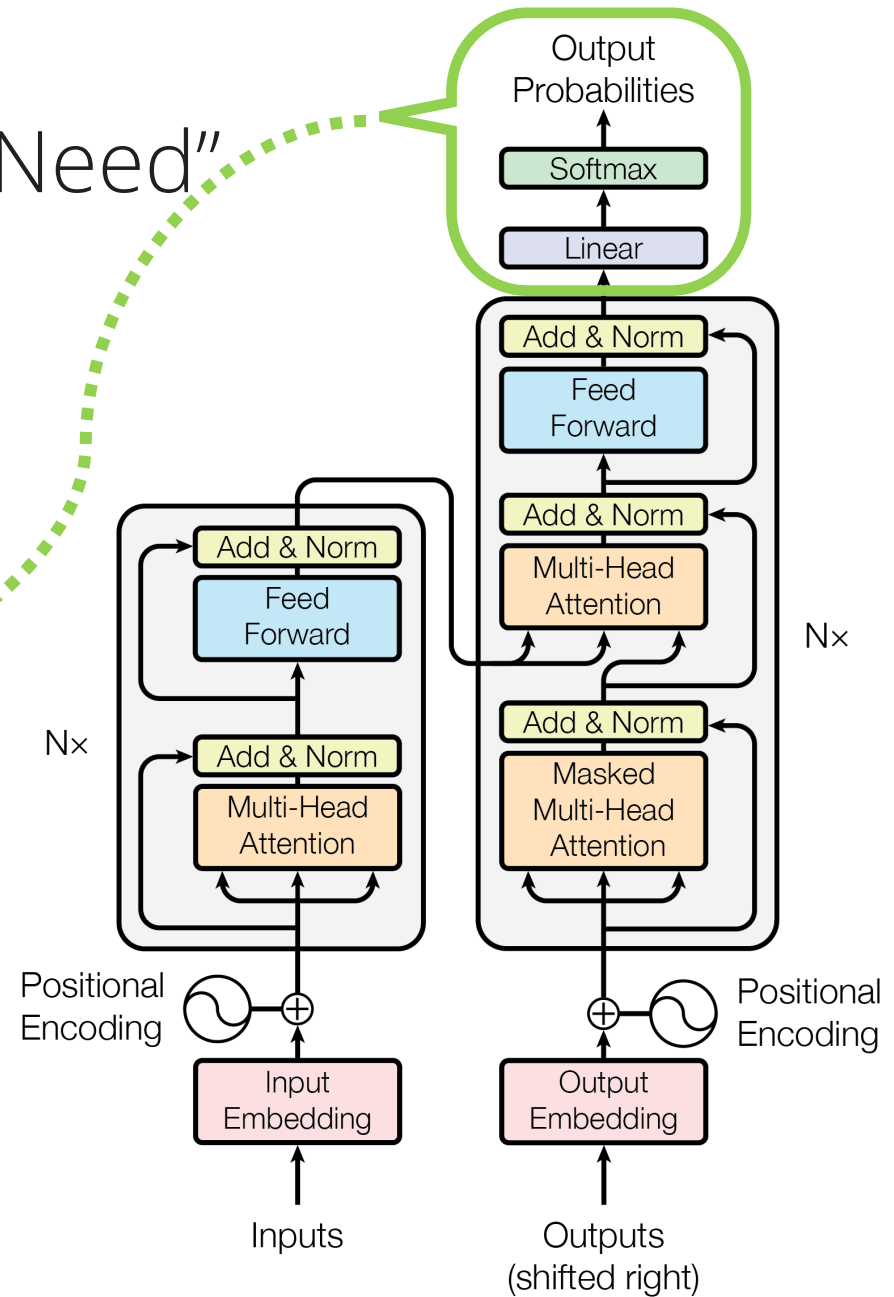 Need”
Output
Probabilities
Softmax
Linear
Add & Norm
Feed
Forward
Add & Norm
Multi-Head
Attention
Add & Norm
Masked
Multi-Head
Attention
N×
Add & Norm
Feed
Forward
Add & Norm
Multi-Head
Attention
N×
Positional
Encoding
Positional
Encoding
Input
Embedding
Output
Embedding
Inputs
Outputs
(shifted right)